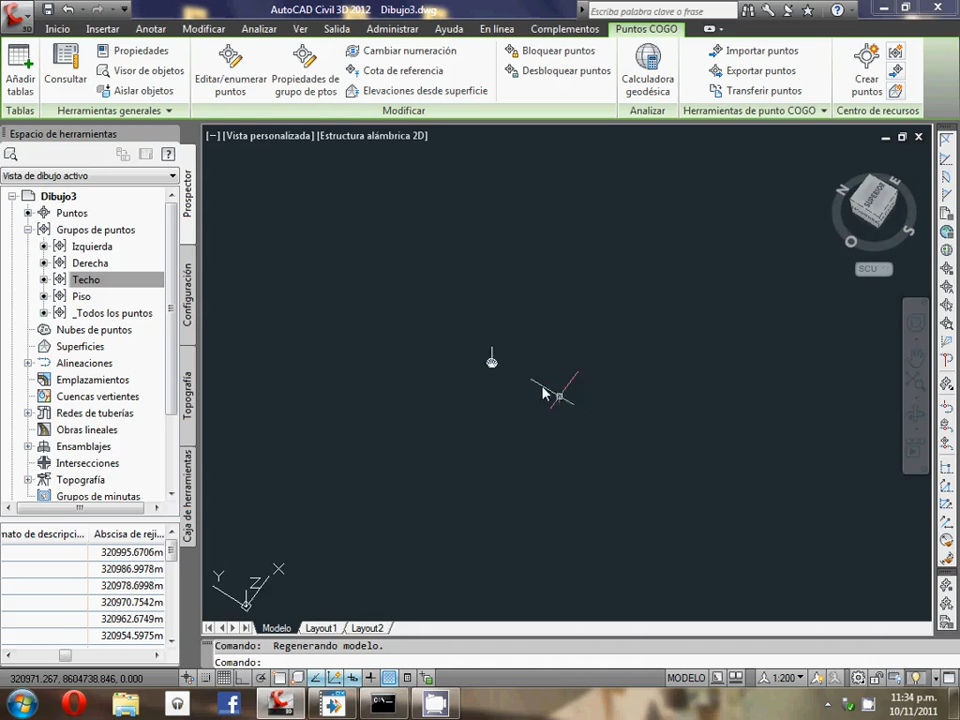 AutoCAD Civil 3D 2012 Dibujo3.dwg
Escriba palabra clave o frase
Inicio Insertar Anotar Modificar Analizar Ver Salida Administrar Ayuda En línea Complementos Puntos COGO
Añadir tablas
Tablas
Consultar
Propiedades
Visor de objetos
Aislar objetos
Herramientas generales
Editar/enumerar puntos
Propiedades de grupo de ptos
Cambiar numeración
Cota de referencia
Elevaciones desde superficie
Bloquear puntos
Desbloquear puntos
Modificar
Calculadora geodésica
Analizar
Importar puntos
Exportar puntos
Transferir puntos
Herramientas de punto COGO
Crear puntos
Centro de recursos
Espacio de herramientas
Vista de dibujo activo
Dibujo3
Puntos
Grupos de puntos
Izquierda
Derecha
Techo
Piso
_Todos los puntos
Nubes de puntos
Superficies
Alineaciones
Emplazamientos
Cuencas vertientes
Redes de tuberías
Obras lineales
Ensamblajes
Intersecciones
Topografía
Grupos de minutas
Prospector
Configuración
Topografía
Caja de herramientas
nato de descripci... Abscisa de reji...
320995.6706m
320986.9978m
320978.6998m
320970.7542m
320962.6749m
320954.5975m
[−] [Vista personalizada] [Estructura alámbrica 2D]
N E S O
SUPERIOR
SCU
Y Z X
Modelo Layout1 Layout2
Comando: Regenerando modelo.
Comando:
320971.267, 8604738.846, 0.000
MODELO
1:200
11:34 p.m.
10/11/2011